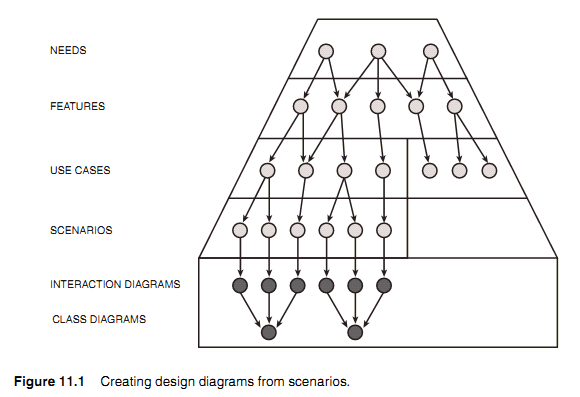 NEEDS
FEATURES
USE CASES
SCENARIOS
INTERACTION DIAGRAMS
CLASS DIAGRAMS
Figure 11.1 Creating design diagrams from scenarios.